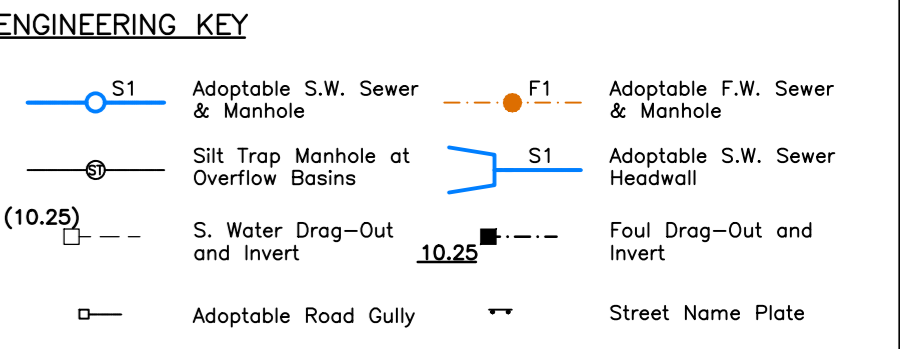 ENGINEERING KEY
S1
Adoptable S.W. Sewer
& Manhole
F1
Adoptable F.W. Sewer
& Manhole
ST
Silt Trap Manhole at
Overflow Basins
S1
Adoptable S.W. Sewer
Headwall
(10.25)
S. Water Drag-Out
and Invert
10.25
Foul Drag-Out and
Invert
Adoptable Road Gully
Street Name Plate